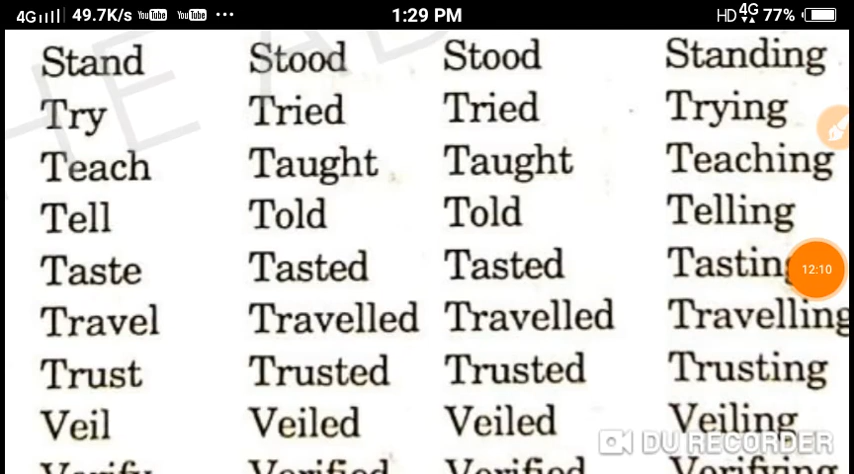 4G 49.7K/s YouTube YouTube ... 1:29 PM HD 4G 77%
Stand Stood Stood Standing
Try Tried Tried Trying
Teach Taught Taught Teaching
Tell Told Told Telling
Taste Tasted Tasted Tasting
12:10
Travel Travelled Travelled Travelling
Trust Trusted Trusted Trusting
Veil Veiled Veiled Veiling
DU RECORDER